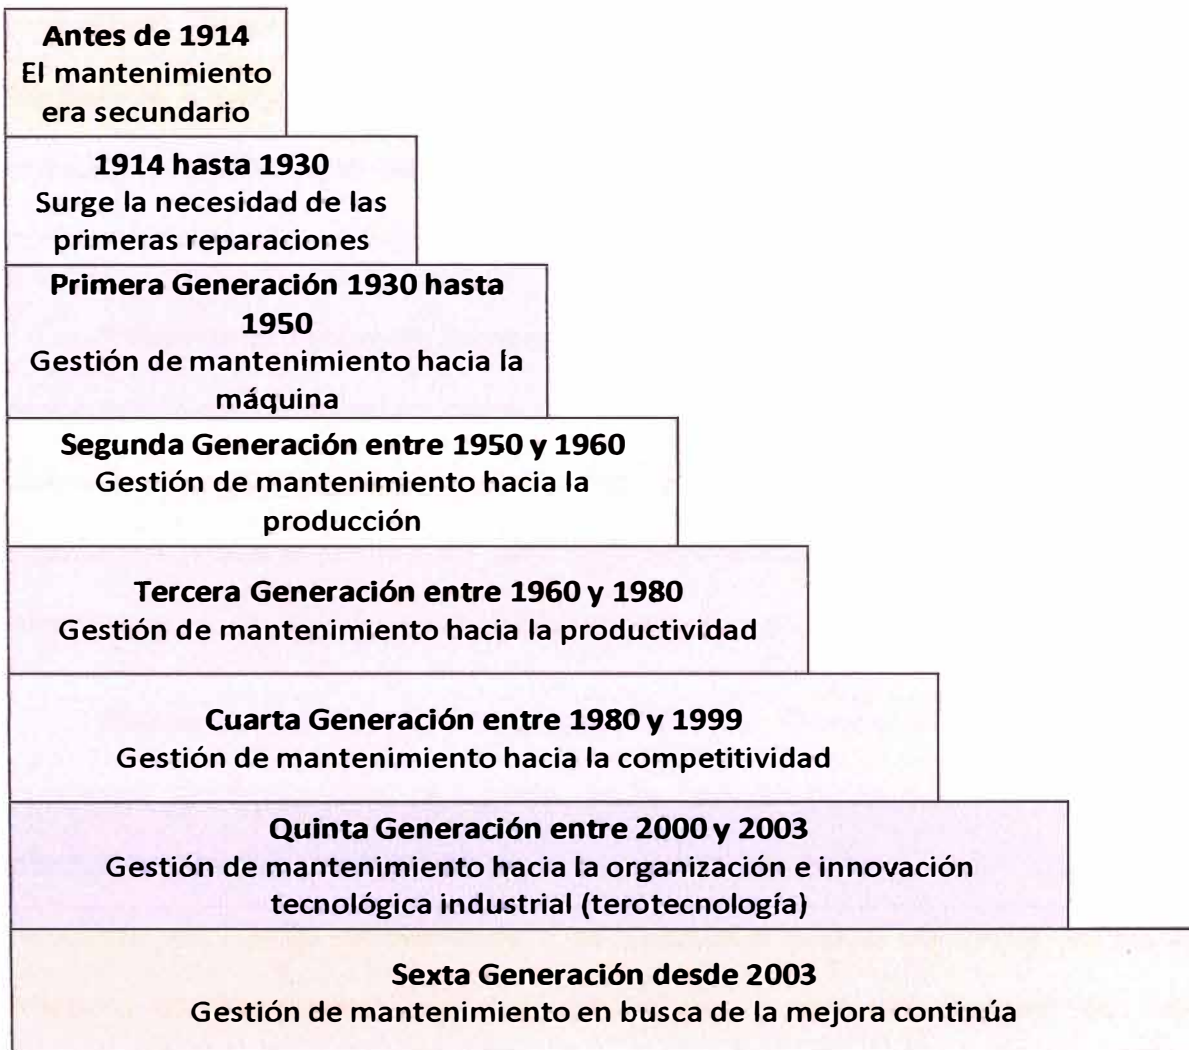 Antes de 1914
El mantenimiento
era secundario
1914 hasta 1930
Surge la necesidad de las
primeras reparaciones
Primera Generación 1930 hasta
1950
Gestión de mantenimiento hacia la
máquina
Segunda Generación entre 1950 y 1960
Gestión de mantenimiento hacia la
producción
Tercera Generación entre 1960 y 1980
Gestión de mantenimiento hacia la productividad
Cuarta Generación entre 1980 y 1999
Gestión de mantenimiento hacia la competitividad
Quinta Generación entre 2000 y 2003
Gestión de mantenimiento hacia la organización e innovación
tecnológica industrial (terotecnología)
Sexta Generación desde 2003
Gestión de mantenimiento en busca de la mejora continúa